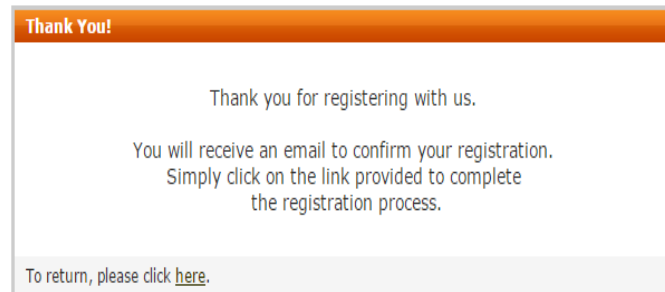 Thank You!
Thank you for registering with us.
You will receive an email to confirm your registration.
Simply click on the link provided to complete
the registration process.
To return, please click here.